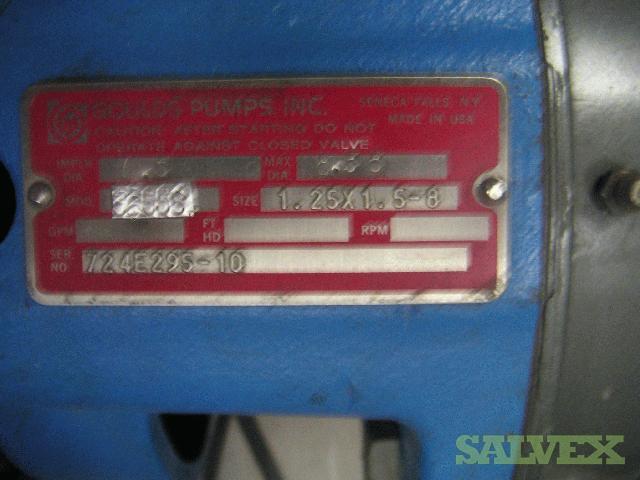 GOULDS PUMPS, INC. SENECA FALLS, N.Y.
MADE IN USA
CAUTION: AFTER STARTING DO NOT
OPERATE AGAINST CLOSED VALVE
IMPLR DIA. MAX DIA.
MOD. SIZE 1.25X1.5-8
GPM FT HD RPM
SER. NO. 724E295-10
SALVEX